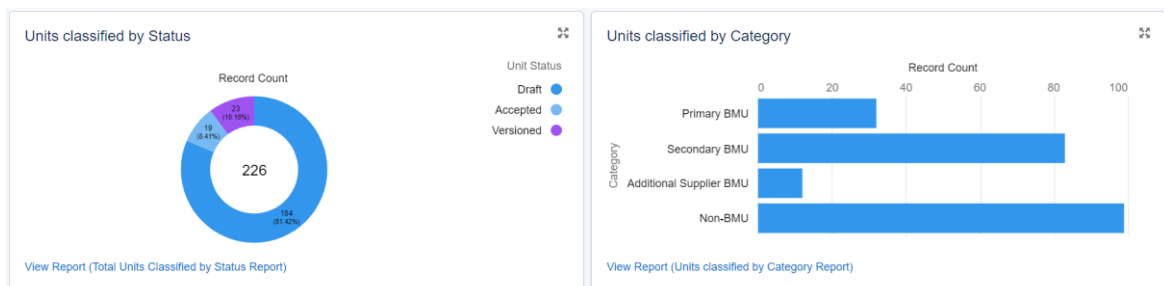 Units classified by Status
Record Count
Unit Status
Draft
Accepted
Versioned
23
(10.18%)
19
(8.41%)
226
184
(81.42%)
View Report (Total Units Classified by Status Report)
Units classified by Category
Record Count
0 20 40 60 80 100
Category
Primary BMU
Secondary BMU
Additional Supplier BMU
Non-BMU
View Report (Units classified by Category Report)